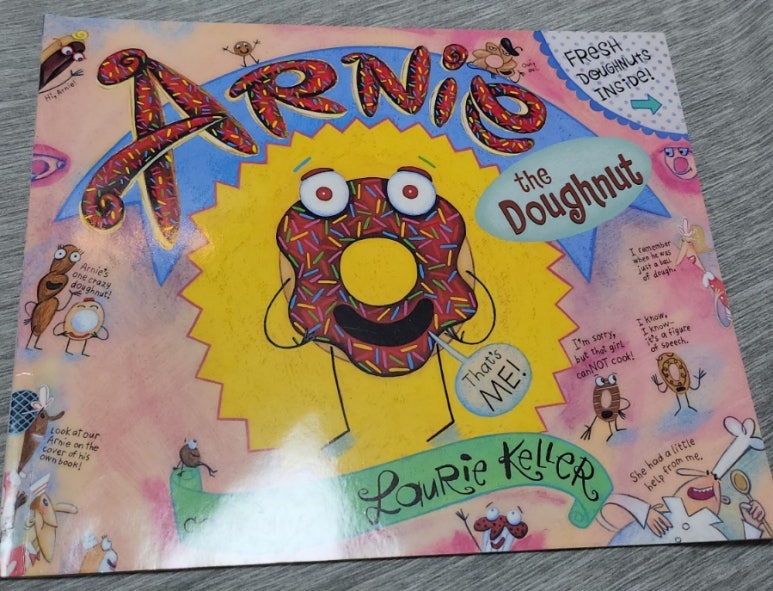 Hi, Arnie!
ARNiE
the
Doughnut
FRESH
DOUGHNUTS
INSIDE!
Arnie's
one crazy
doughnut!
I remember
when he was
just a ball
of dough.
I'm sorry,
but that girl
canNOT cook!
I know,
I know—
it's a figure
of speech.
That's
ME!
Look at our
Arnie on the
cover of his
own book!
She had a little
help from me.
LAURiE KELLER